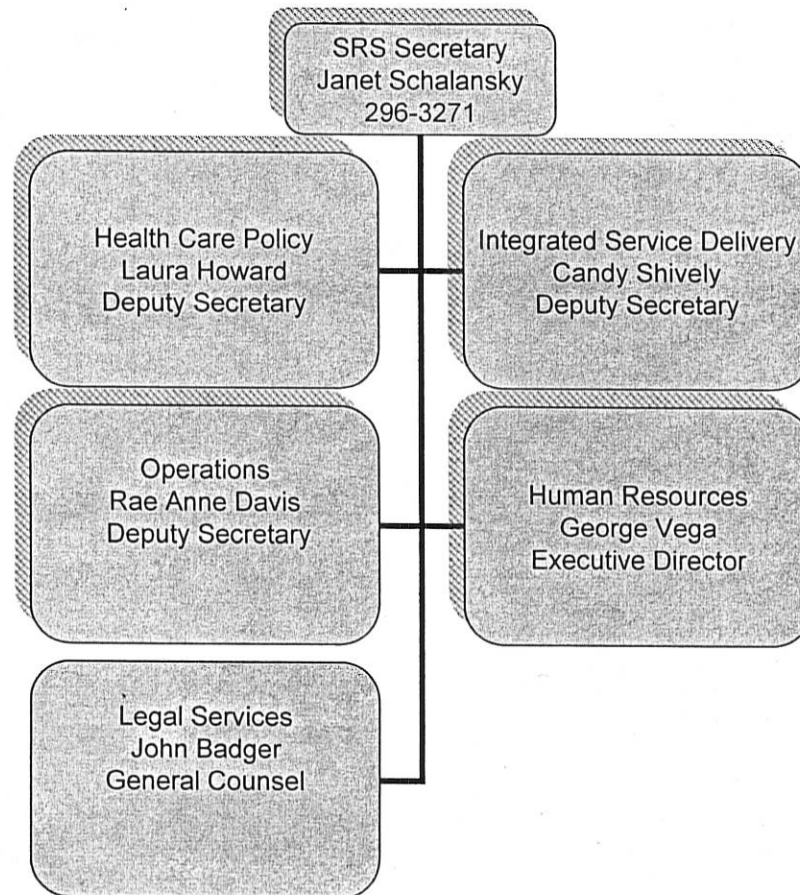 SRS Secretary
Janet Schalansky
296-3271
Health Care Policy
Laura Howard
Deputy Secretary
Integrated Service Delivery
Candy Shively
Deputy Secretary
Operations
Rae Anne Davis
Deputy Secretary
Human Resources
George Vega
Executive Director
Legal Services
John Badger
General Counsel